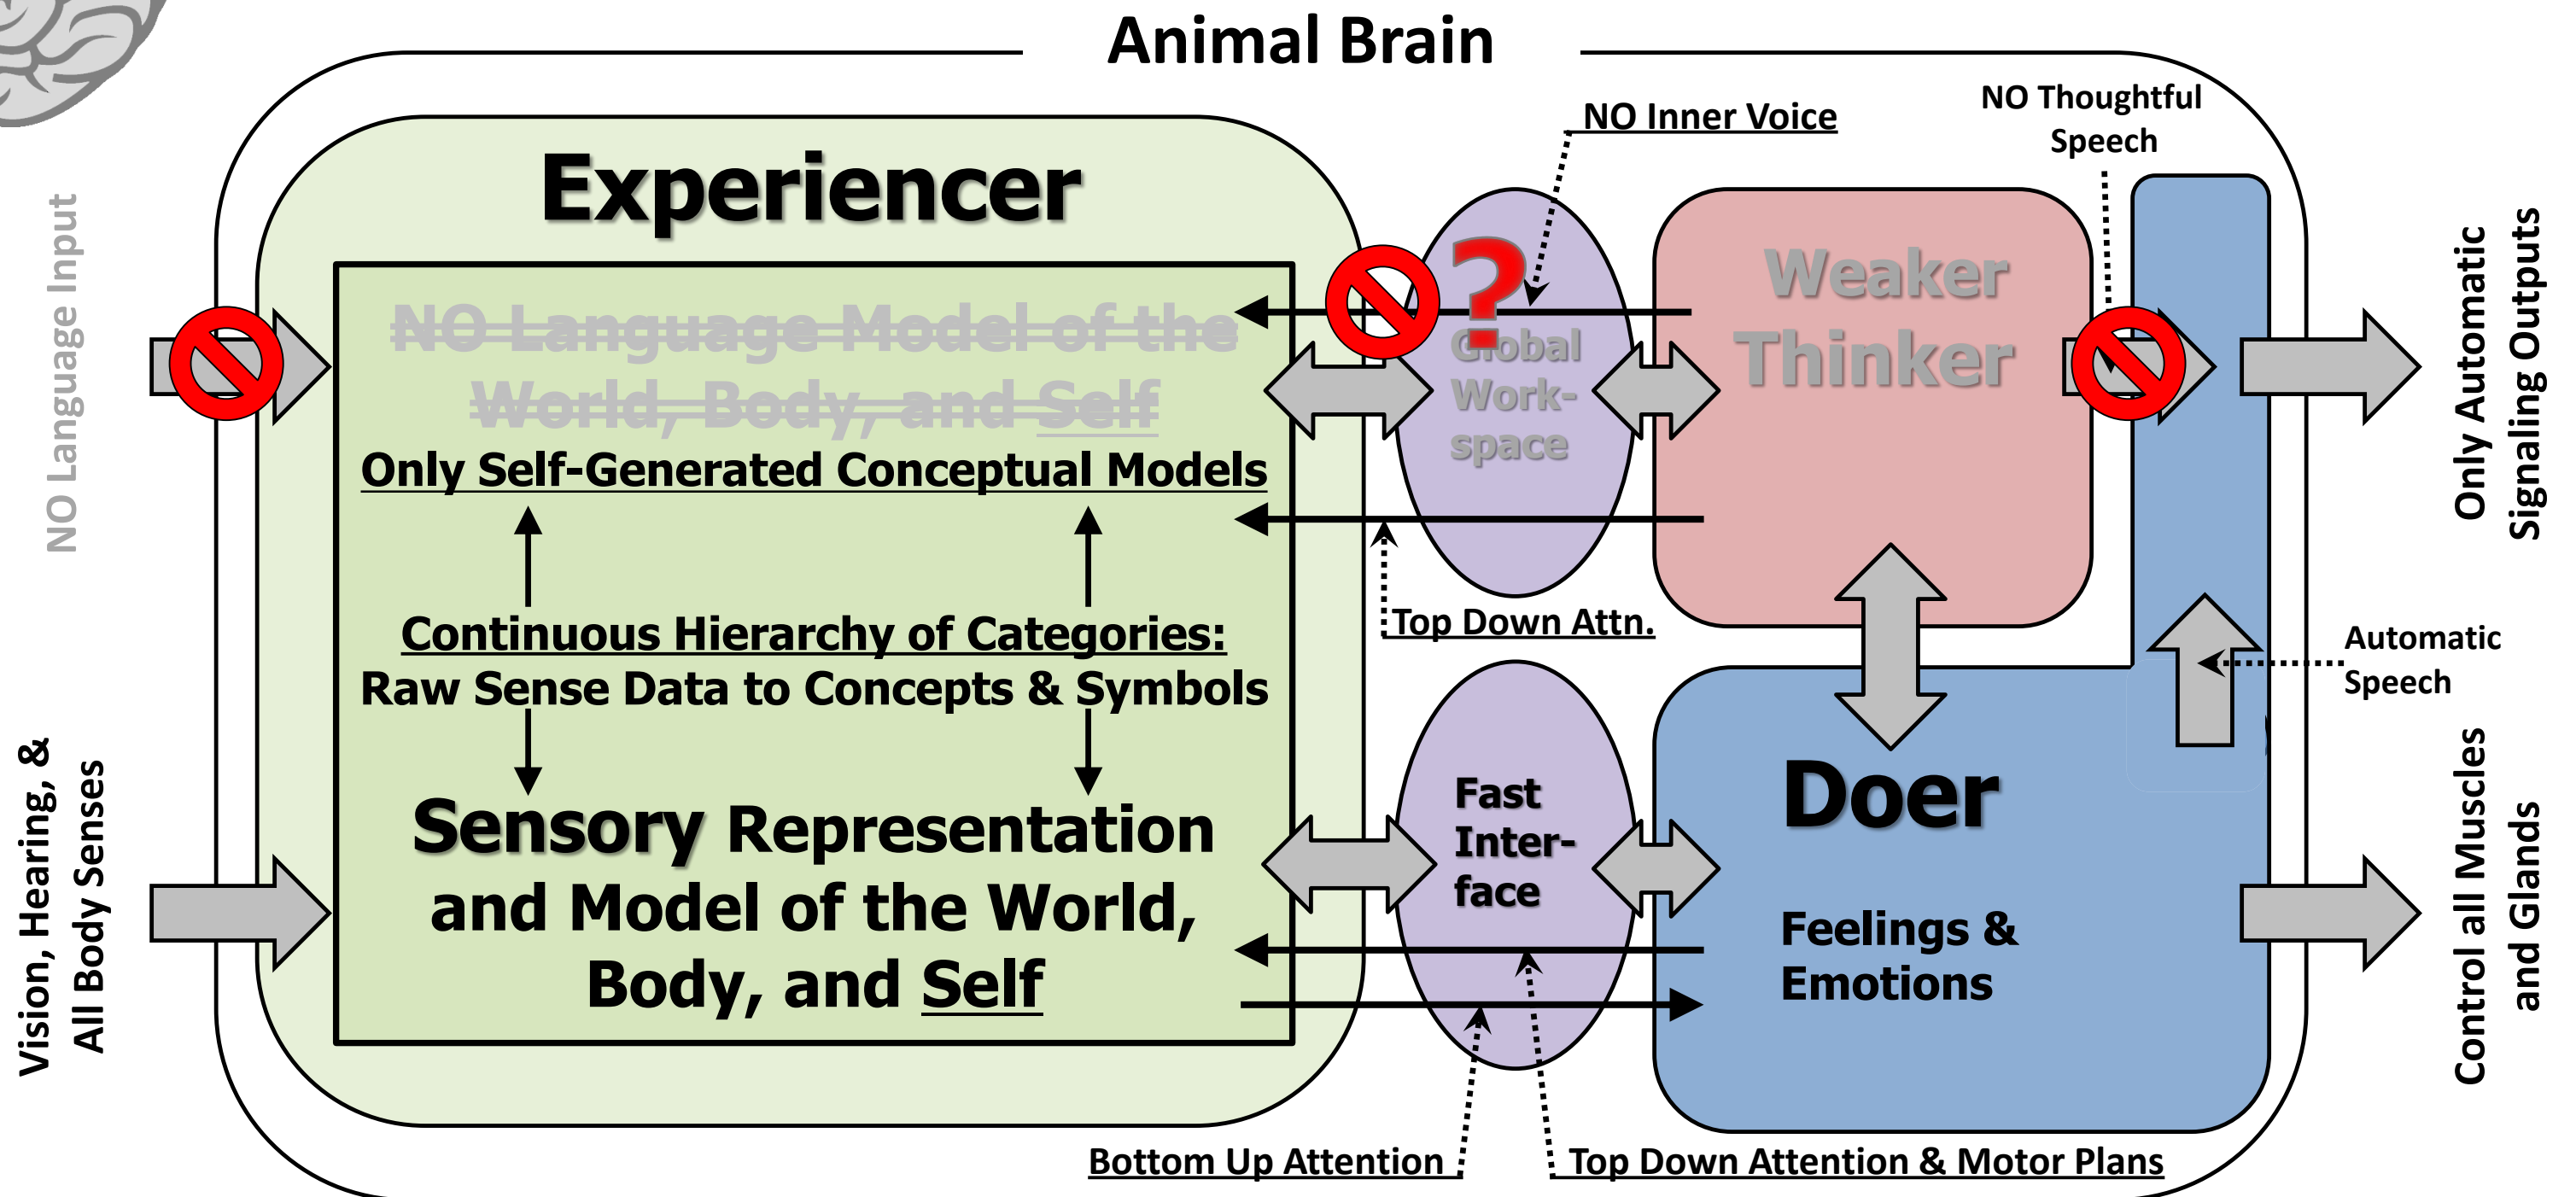 Animal Brain
NO Language Input
Vision, Hearing, &
All Body Senses
Experiencer
NO Language Model of the
World, Body, and Self
Only Self-Generated Conceptual Models
Continuous Hierarchy of Categories:
Raw Sense Data to Concepts & Symbols
Sensory Representation
and Model of the World,
Body, and Self
NO Inner Voice
?
Global
Work-
space
Top Down Attn.
Fast
Inter-
face
Bottom Up Attention
Top Down Attention & Motor Plans
Weaker
Thinker
NO Thoughtful
Speech
Doer
Feelings &
Emotions
Automatic
Speech
Only Automatic
Signaling Outputs
Control all Muscles
and Glands